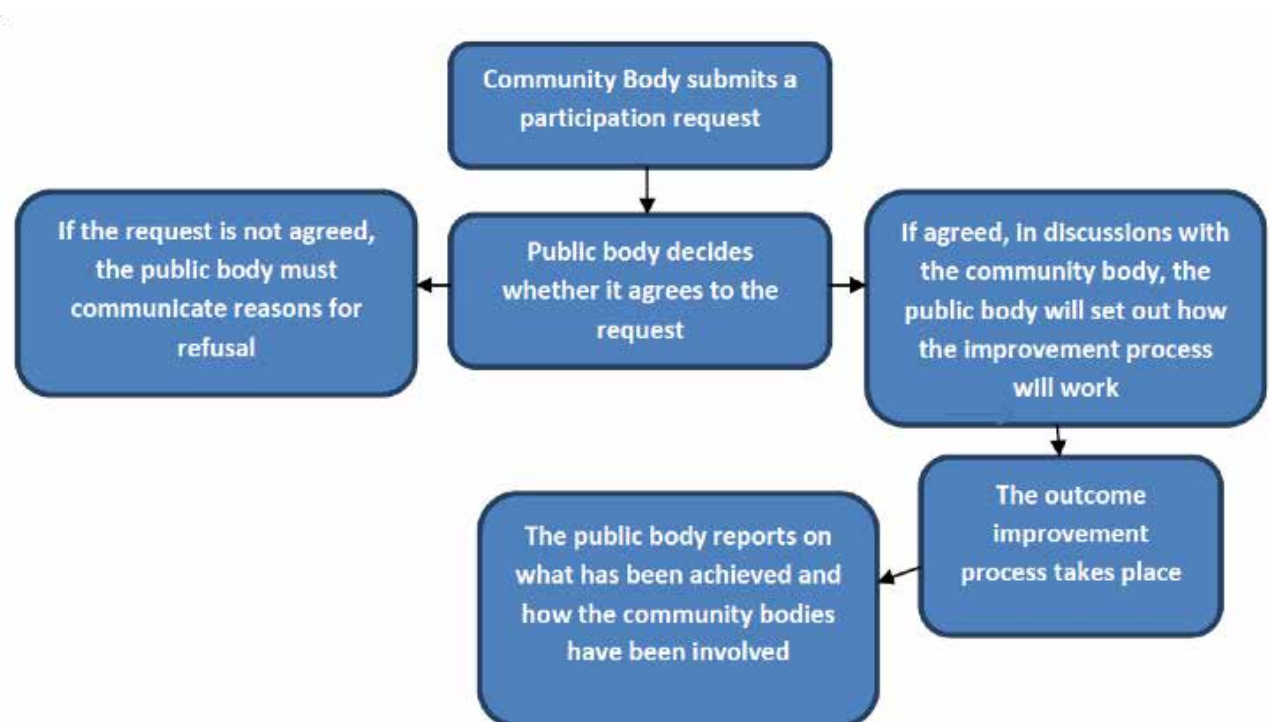 Community Body submits a
participation request
If the request is not agreed,
the public body must
communicate reasons for
refusal
Public body decides
whether it agrees to the
request
If agreed, in discussions with
the community body, the
public body will set out how
the improvement process
will work
The outcome
improvement
process takes place
The public body reports on
what has been achieved and
how the community bodies
have been involved